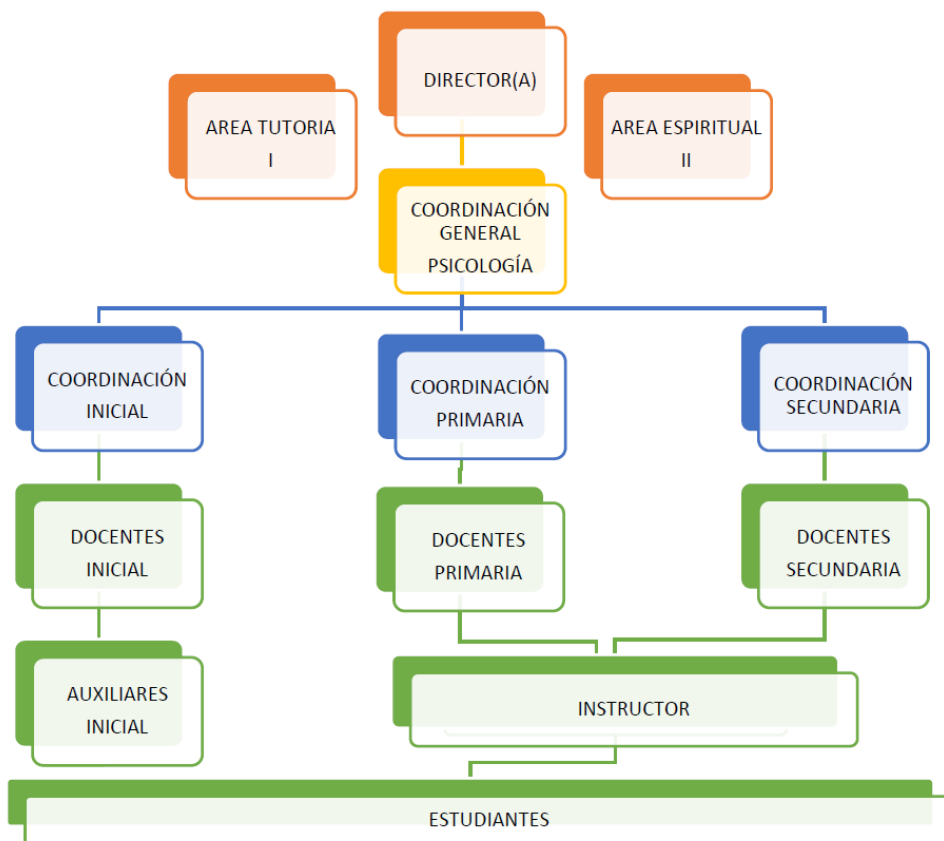 DIRECTOR(A)
AREA TUTORIA
I
AREA ESPIRITUAL
II
COORDINACIÓN
GENERAL
PSICOLOGÍA
COORDINACIÓN
INICIAL
COORDINACIÓN
PRIMARIA
COORDINACIÓN
SECUNDARIA
DOCENTES
INICIAL
DOCENTES
PRIMARIA
DOCENTES
SECUNDARIA
AUXILIARES
INICIAL
INSTRUCTOR
ESTUDIANTES